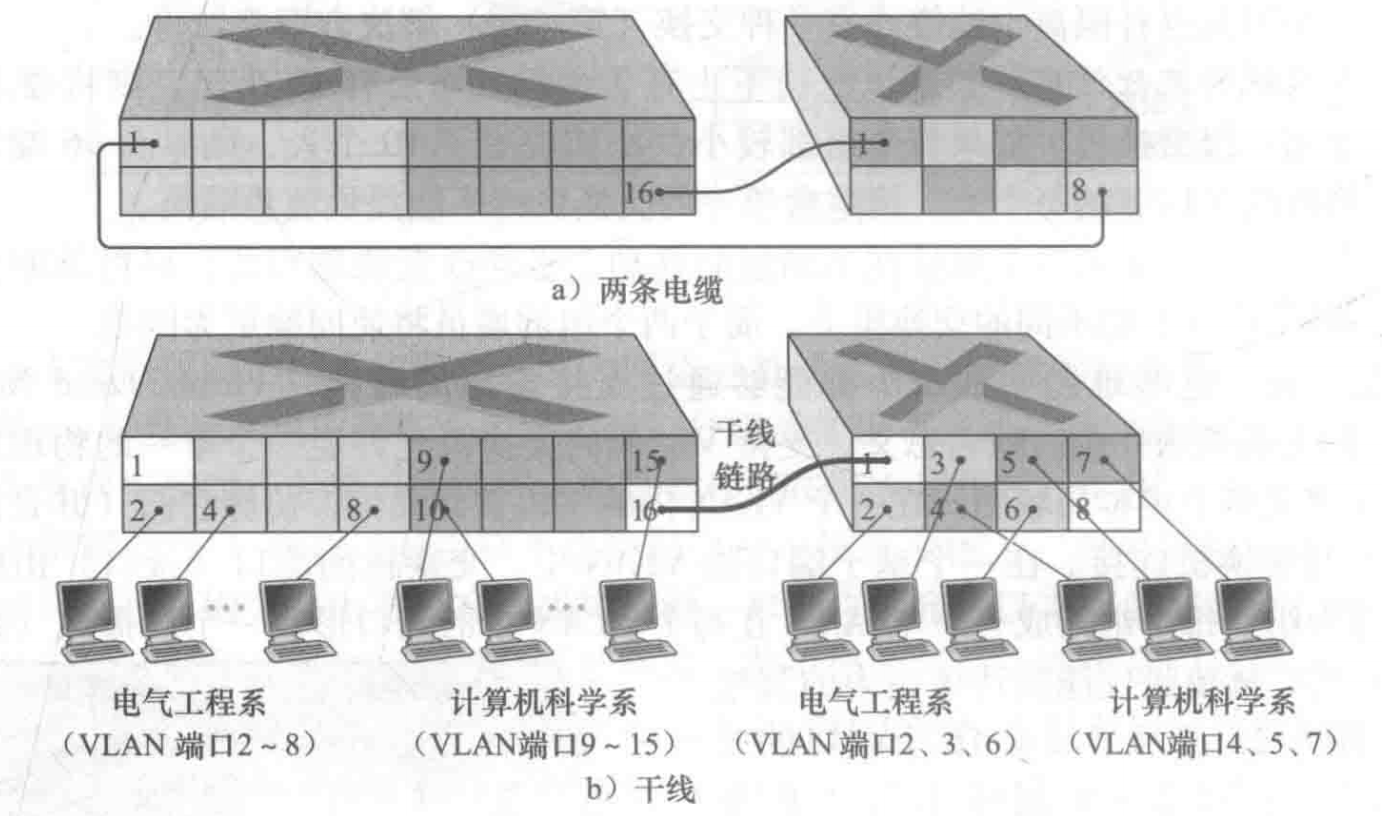 1
16
1
8
a）两条电缆
1
9
15
2
4
8
10
16
干线
链路
1
3
5
7
2
4
6
8
电气工程系
（VLAN 端口2～8）
计算机科学系
（VLAN端口9～15）
电气工程系
（VLAN 端口2、3、6）
计算机科学系
（VLAN端口4、5、7）
b）干线